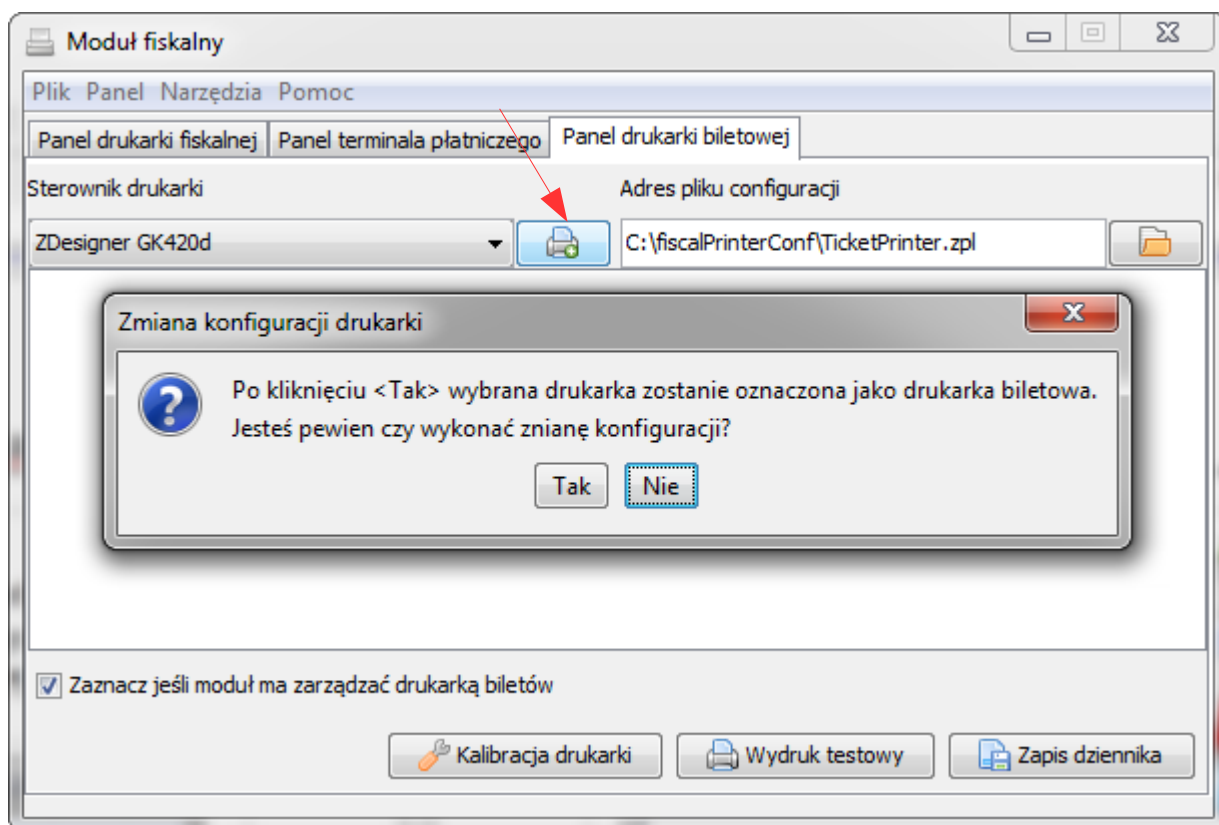 Moduł fiskalny
Plik Panel Narzędzia Pomoc
Panel drukarki fiskalnej Panel terminala płatniczego Panel drukarki biletowej
Sterownik drukarki Adres pliku configuracji
ZDesigner GK420d C:\fiscalPrinterConf\TicketPrinter.zpl
Zmiana konfiguracji drukarki
Po kliknięciu <Tak> wybrana drukarka zostanie oznaczona jako drukarka biletowa.
Jesteś pewien czy wykonać znianę konfiguracji?
Tak Nie
Zaznacz jeśli moduł ma zarządzać drukarką biletów
Kalibracja drukarki Wydruk testowy Zapis dziennika